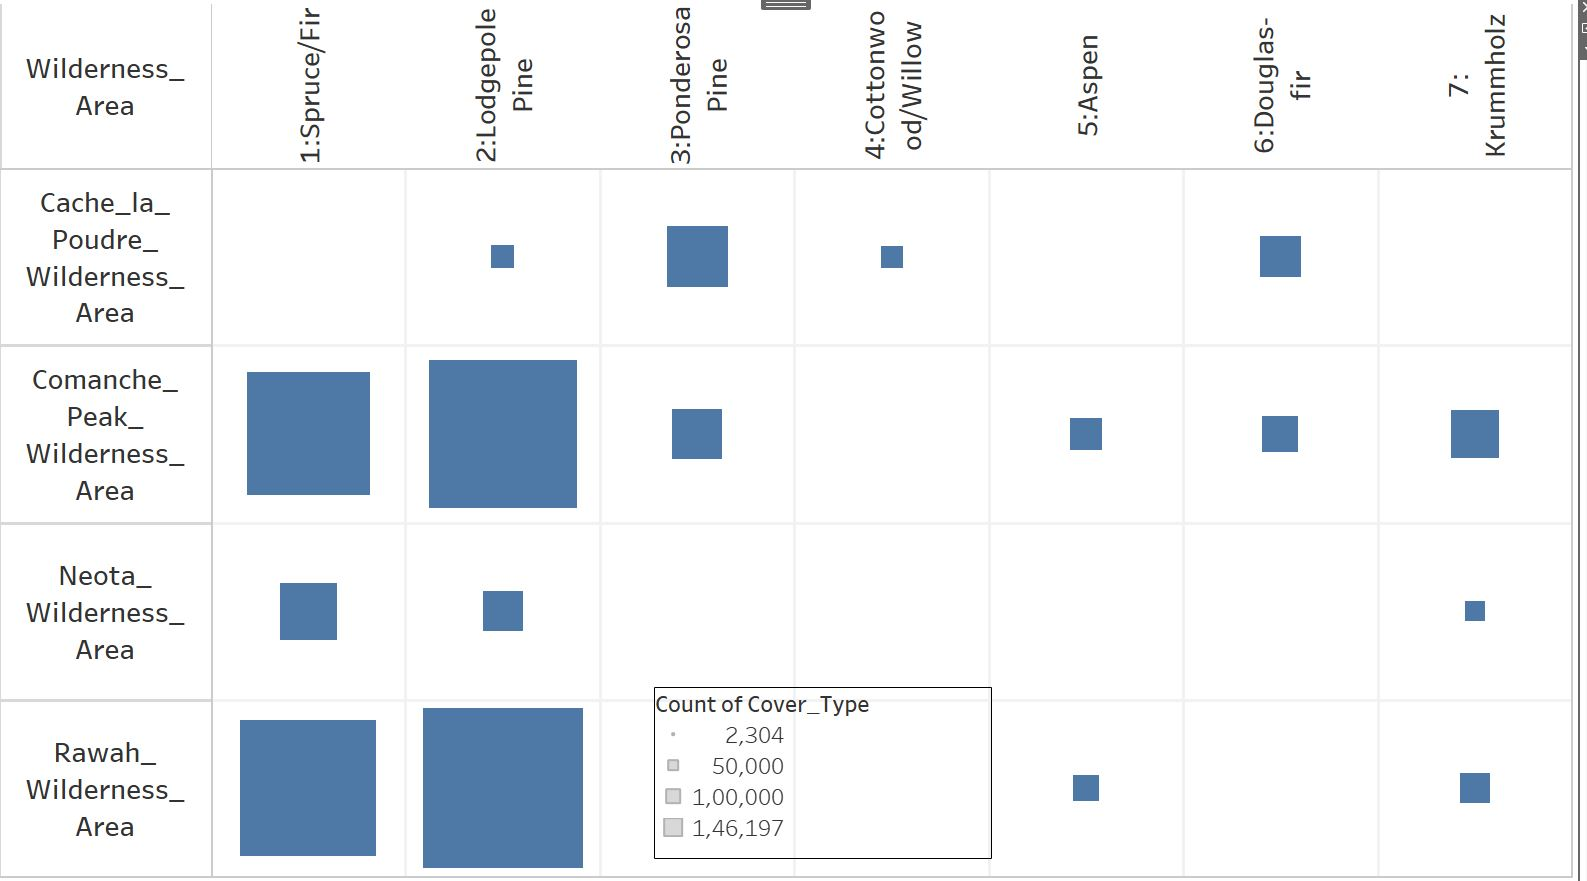 Wilderness_
Area
1:Spruce/Fir
2:Lodgepole
Pine
3:Ponderosa
Pine
4:Cottonwo
od/Willow
5:Aspen
6:Douglas-
fir
7:
Krummholz
Cache_la_
Poudre_
Wilderness_
Area
Comanche_
Peak_
Wilderness_
Area
Neota_
Wilderness_
Area
Rawah_
Wilderness_
Area
Count of Cover_Type
2,304
50,000
1,00,000
1,46,197